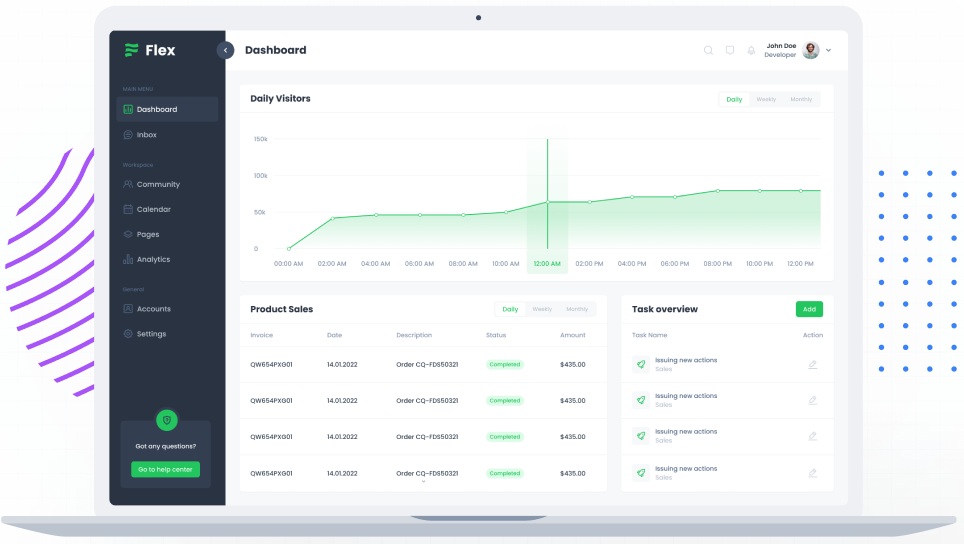 Flex
Dashboard
John Doe
Developer
MAIN MENU
Dashboard
Inbox
Workspace
Community
Calendar
Pages
Analytics
General
Accounts
Settings
Got any questions?
Go to help center
Daily Visitors
Daily Weekly Monthly
150k
100k
50k
0
00:00 AM 02:00 AM 04:00 AM 06:00 AM 08:00 AM 10:00 AM 12:00 AM 02:00 PM 04:00 PM 06:00 PM 08:00 PM 10:00 PM 12:00 PM
Product Sales
Daily Weekly Monthly
Invoice Date Description Status Amount
QW654PXG01 14.01.2022 Order CQ-FDS50321 Completed $435.00
QW654PXG01 14.01.2022 Order CQ-FDS50321 Completed $435.00
QW654PXG01 14.01.2022 Order CQ-FDS50321 Completed $435.00
QW654PXG01 14.01.2022 Order CQ-FDS50321 Completed $435.00
Task overview
Add
Task Name Action
Issuing new actions
Sales
Issuing new actions
Sales
Issuing new actions
Sales
Issuing new actions
Sales